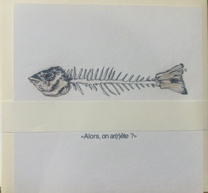 «Alors, on ar(r)ête ?»